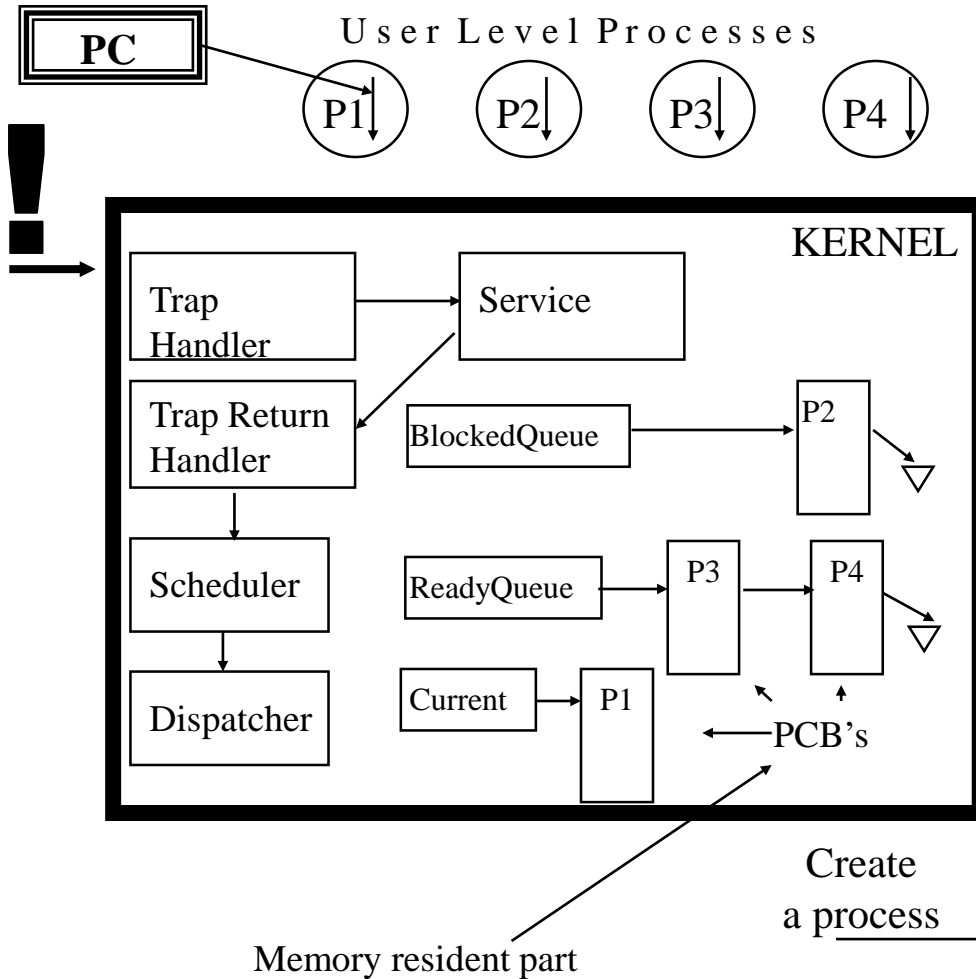 PC
User Level Processes
P1
P2
P3
P4
!
KERNEL
Trap
Handler
Service
Trap Return
Handler
BlockedQueue
P2
Scheduler
ReadyQueue
P3
P4
Dispatcher
Current
P1
PCB’s
Create
a process
Memory resident part